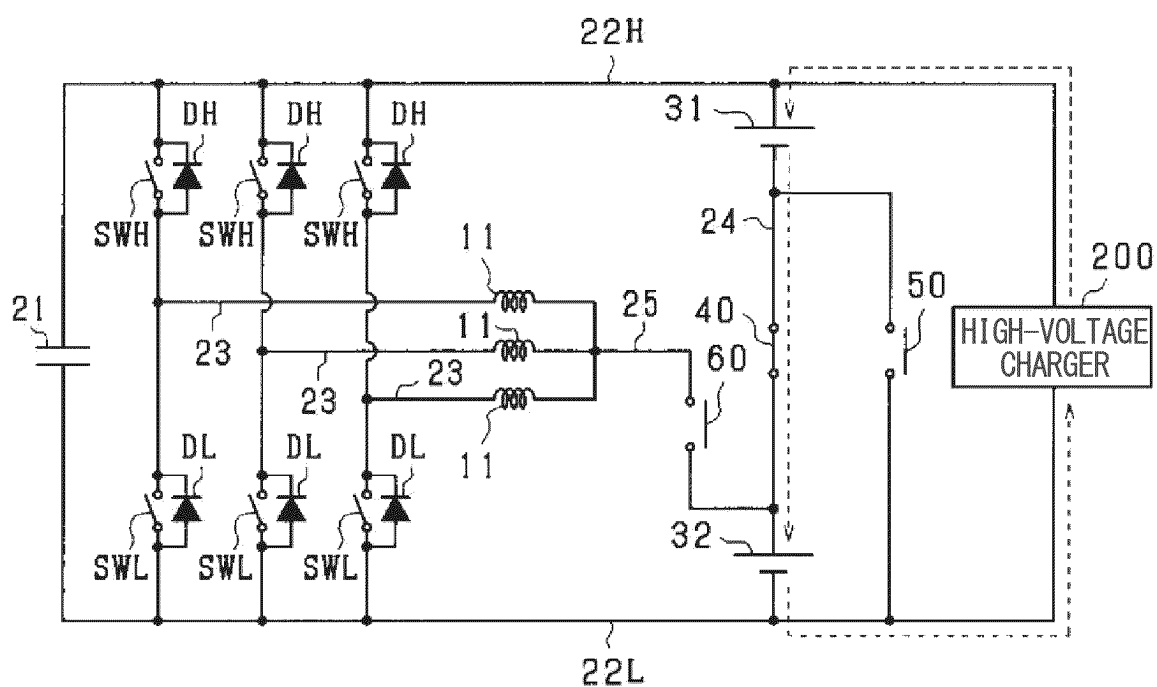 22H
DH
DH
DH
31
SWH
SWH
SWH
24
11
200
21
23
11
25
40
50
HIGH-VOLTAGE
CHARGER
23
23
60
11
DL
DL
DL
SWL
SWL
SWL
32
22L